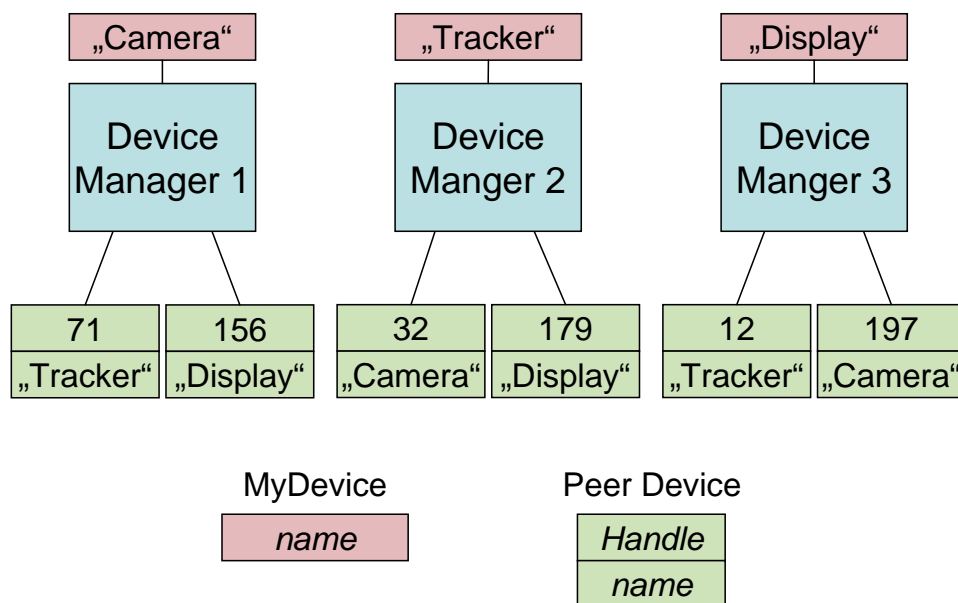 „Camera“ „Tracker“ „Display“
Device Device Device
Manager 1 Manger 2 Manger 3
71 156 32 179 12 197
„Tracker“ „Display“ „Camera“ „Display“ „Tracker“ „Camera“
MyDevice Peer Device
name Handle
name